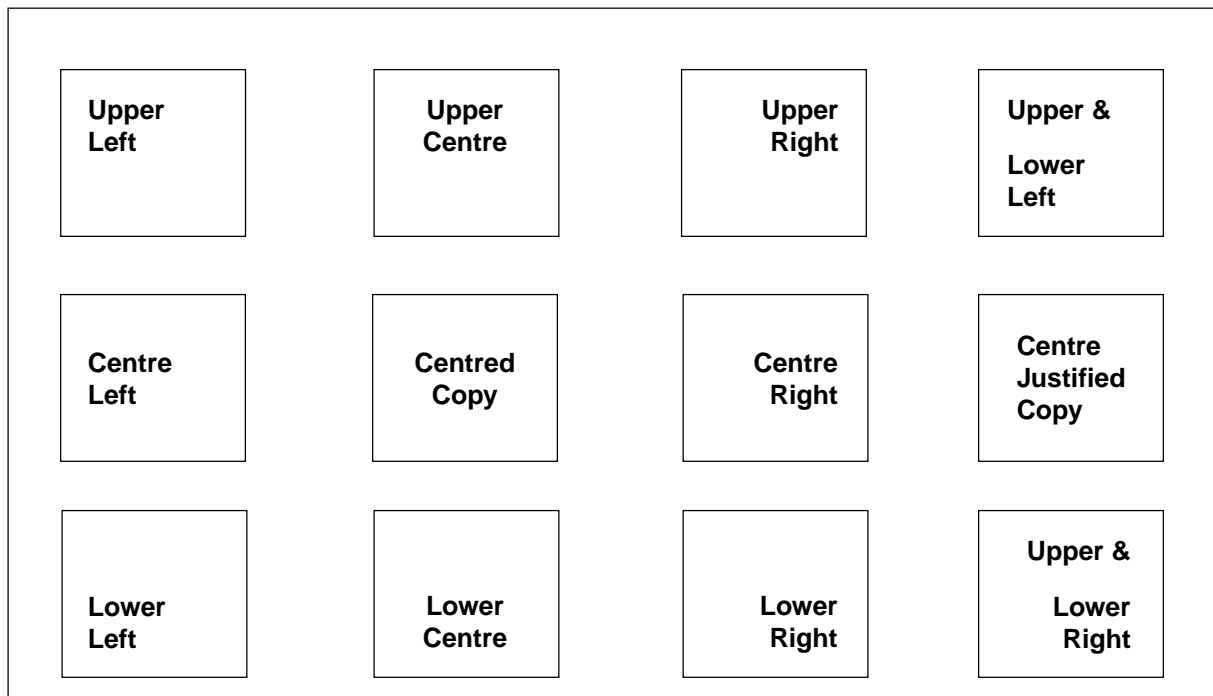 Upper
Left
Upper
Centre
Upper
Right
Upper &
Lower
Left
Centre
Left
Centred
Copy
Centre
Right
Centre
Justified
Copy
Lower
Left
Lower
Centre
Lower
Right
Upper &
Lower
Right